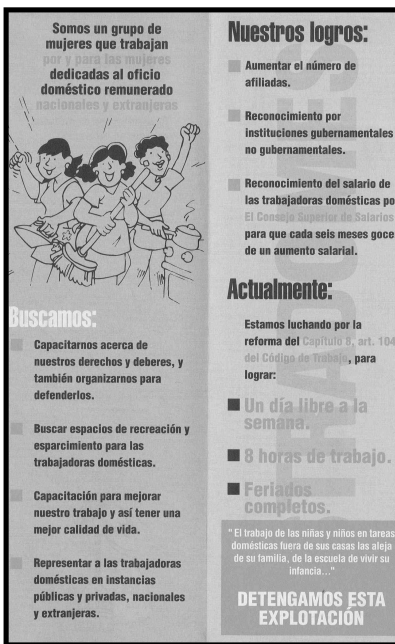 Somos un grupo de
mujeres que trabajan
por y para las mujeres
dedicadas al oficio
doméstico remunerado
nacionales y extranjeras
Buscamos:
Capacitarnos acerca de
nuestros derechos y deberes, y
también organizarnos para
defenderlos.
Buscar espacios de recreación y
esparcimiento para las
trabajadoras domésticas.
Capacitación para mejorar
nuestro trabajo y así tener una
mejor calidad de vida.
Representar a las trabajadoras
domésticas en instancias
públicas y privadas, nacionales
y extranjeras.
Nuestros logros:
Aumentar el número de
afiliadas.
Reconocimiento por
instituciones gubernamentales
no gubernamentales.
Reconocimiento del salario de
las trabajadoras domésticas po
El Consejo Superior de Salarios
para que cada seis meses goce
de un aumento salarial.
Actualmente:
Estamos luchando por la
reforma del Capítulo 8, art. 104
del Código de Trabajo, para
lograr:
Un día libre a la
semana.
8 horas de trabajo.
Feriados
completos.
" El trabajo de las niñas y niños en tareas
domésticas fuera de sus casas las aleja
de su familia, de la escuela de vivir su
infancia..."
DETENGAMOS ESTA
EXPLOTACIÓN